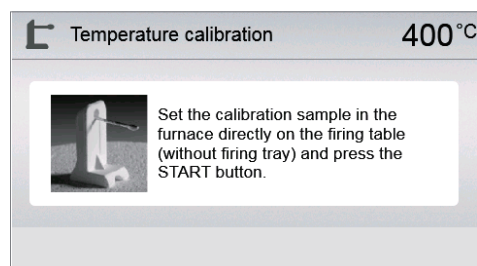 Temperature calibration 400°C
Set the calibration sample in the
furnace directly on the firing table
(without firing tray) and press the
START button.